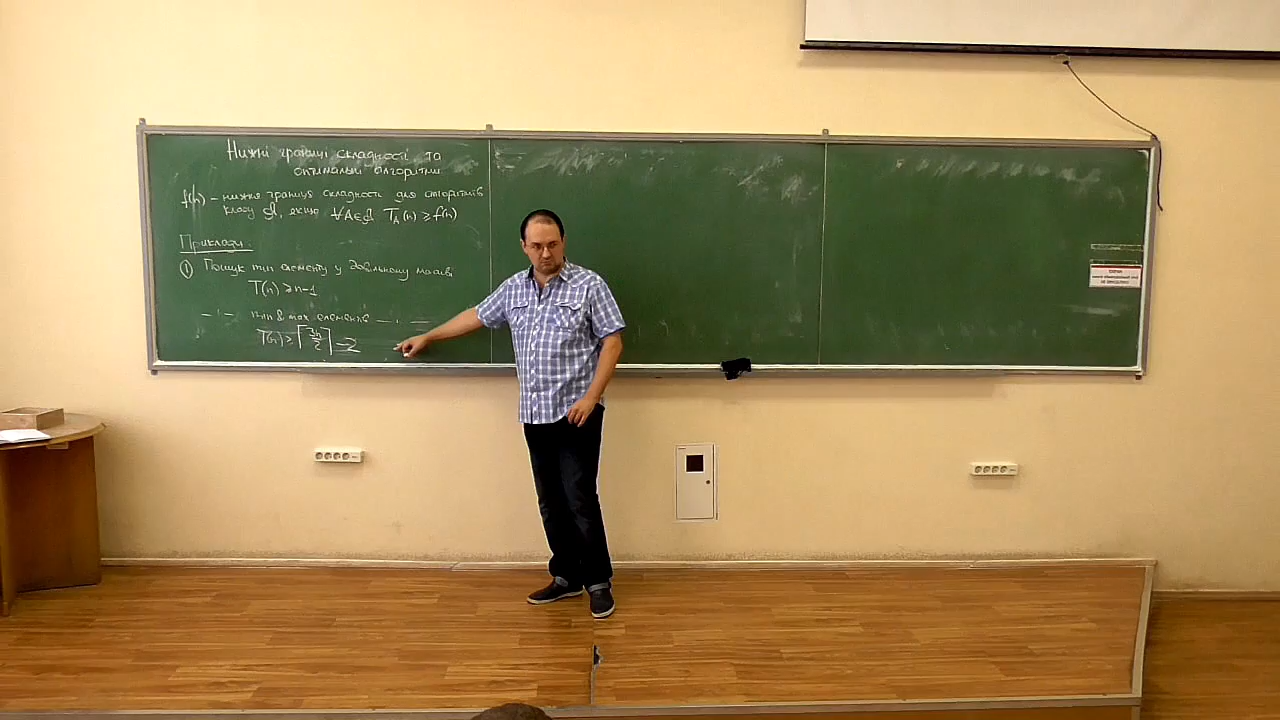 Нижні границі складності та
оптимальні алгоритми
f(n) – нижня границя складності для алгоритмів
класу 𝒜, якщо ∀A∈𝒜 T_A(n) ≥ f(n)
Приклади:
① Пошук min елементу у довільному масиві
T(n) ≥ n-1
–·– min & max елементів –·–
T(n) ≥ ⌈3n/2⌉ - 2